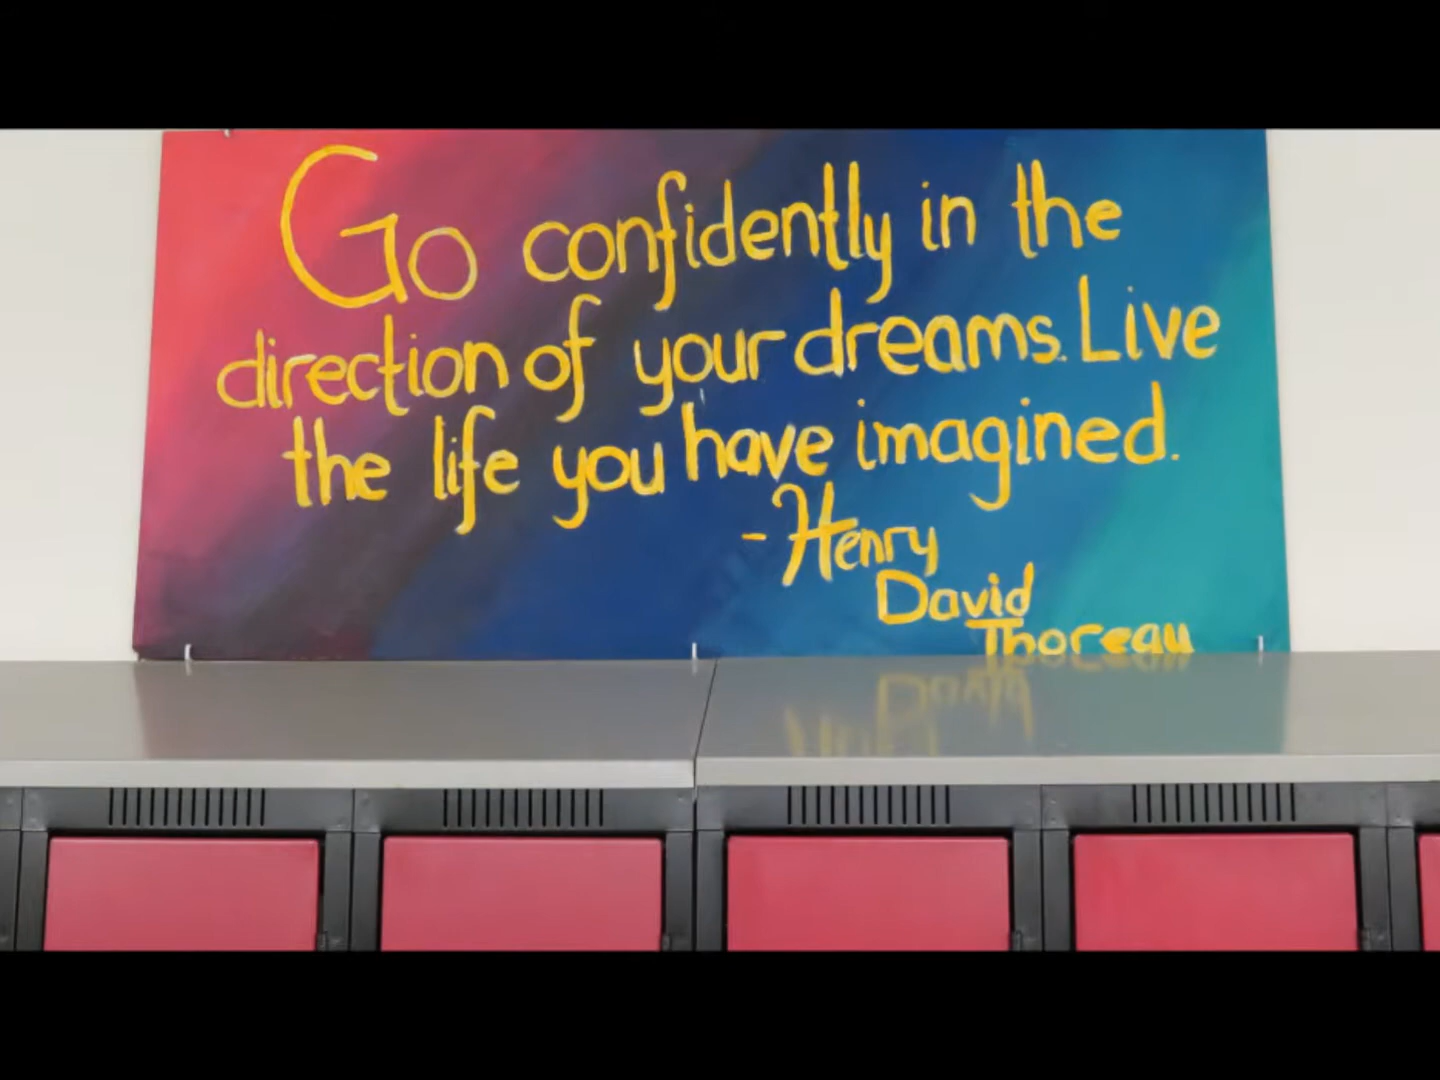 Go confidently in the
direction of your dreams. Live
the life you have imagined.
- Henry
David
Thoreau